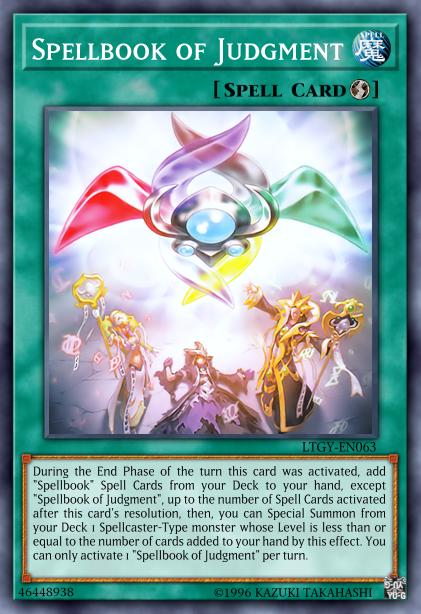 SPELLBOOK OF JUDGMENT
SPELL
魔
[SPELL CARD]
LTGY-EN063
During the End Phase of the turn this card was activated, add
"Spellbook" Spell Cards from your Deck to your hand, except
"Spellbook of Judgment", up to the number of Spell Cards activated
after this card's resolution, then, you can Special Summon from
your Deck 1 Spellcaster-Type monster whose Level is less than or
equal to the number of cards added to your hand by this effect. You
can only activate 1 "Spellbook of Judgment" per turn.
46448938
©1996 KAZUKI TAKAHASHI